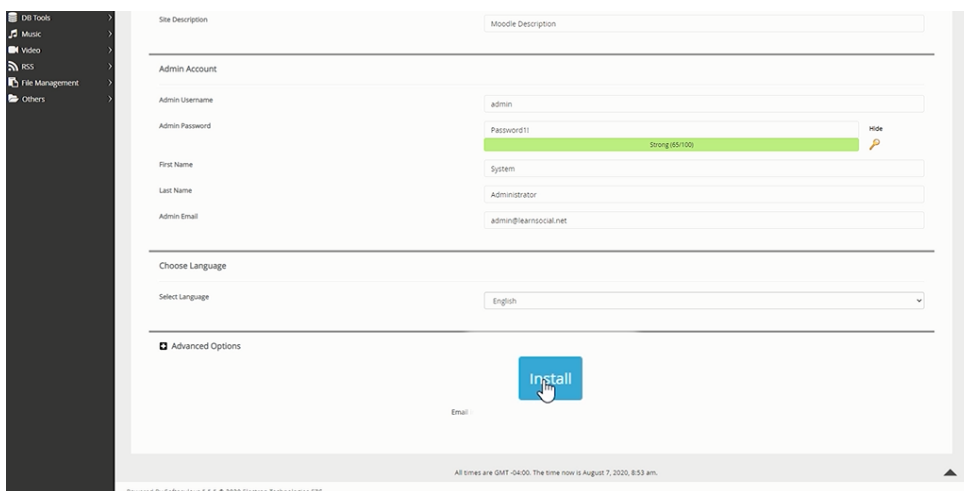 DB Tools
Music
Video
RSS
File Management
Others
Site Description
Moodle Description
Admin Account
Admin Username
admin
Admin Password
Password1!
Hide
Strong (65/100)
First Name
System
Last Name
Administrator
Admin Email
admin@learnsocial.net
Choose Language
Select Language
English
Advanced Options
Install
Email
All times are GMT -04:00. The time now is August 7, 2020, 8:53 am.